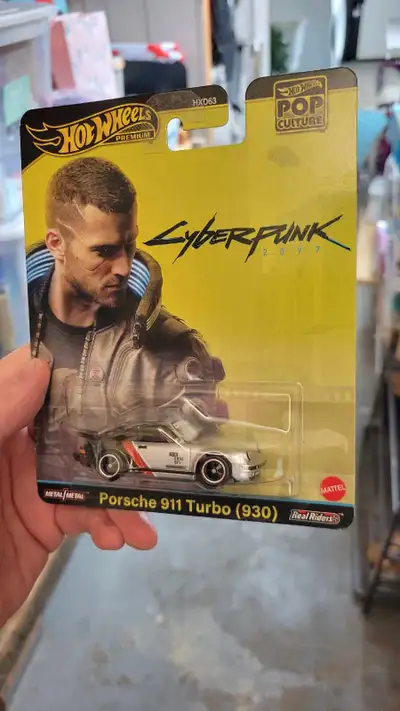 HOT WHEELS
PREMIUM
HXD63
HOT WHEELS
POP
CULTURE
CYBERPUNK
2077
METAL/METAL
Porsche 911 Turbo (930)
MATTEL
Real Riders